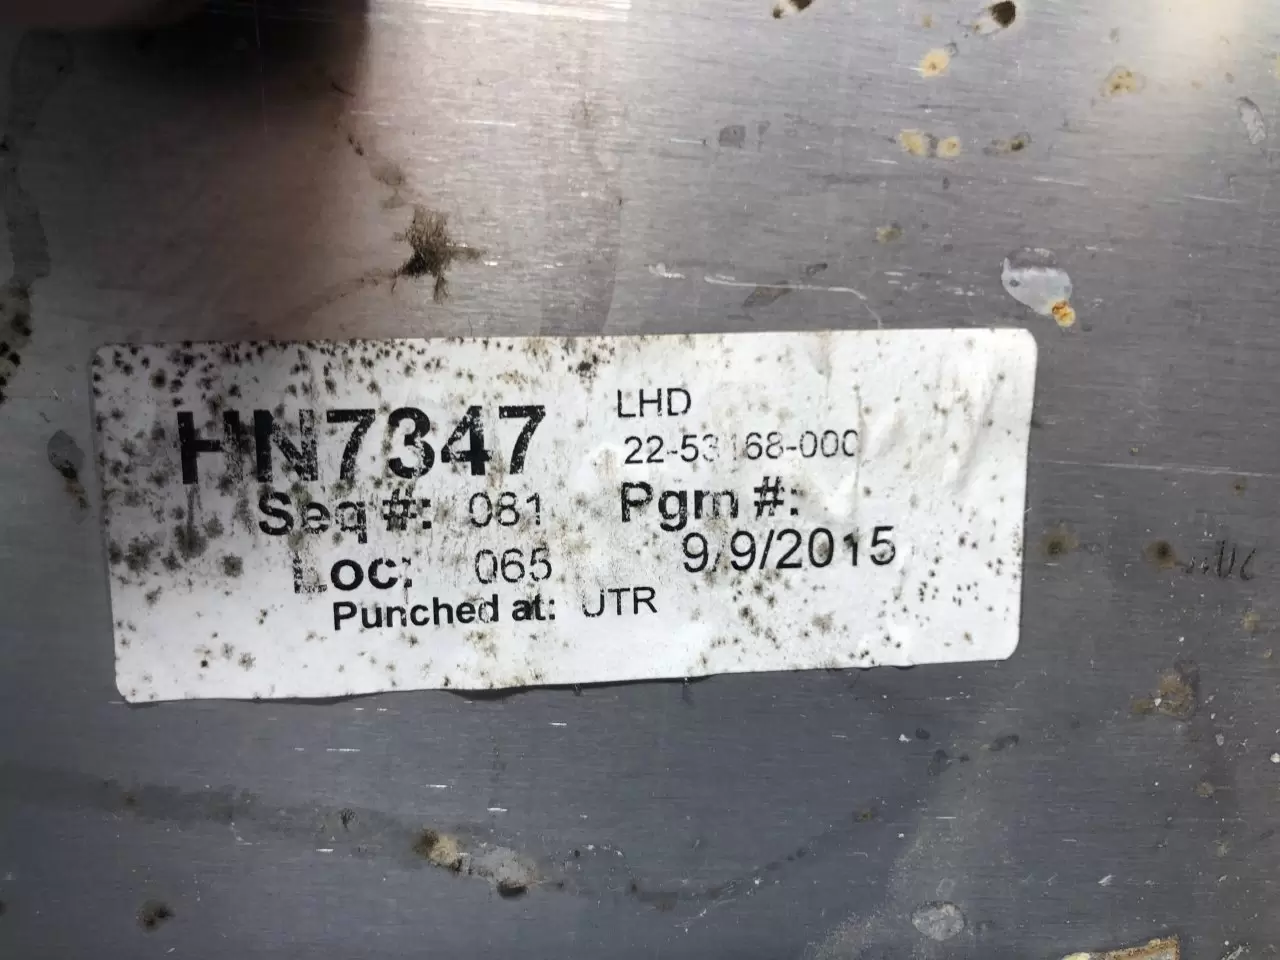 HN7347
LHD
22-53168-000
Seq #: 081
Pgm #:
9/9/2015
Loc: 065
Punched at: UTR